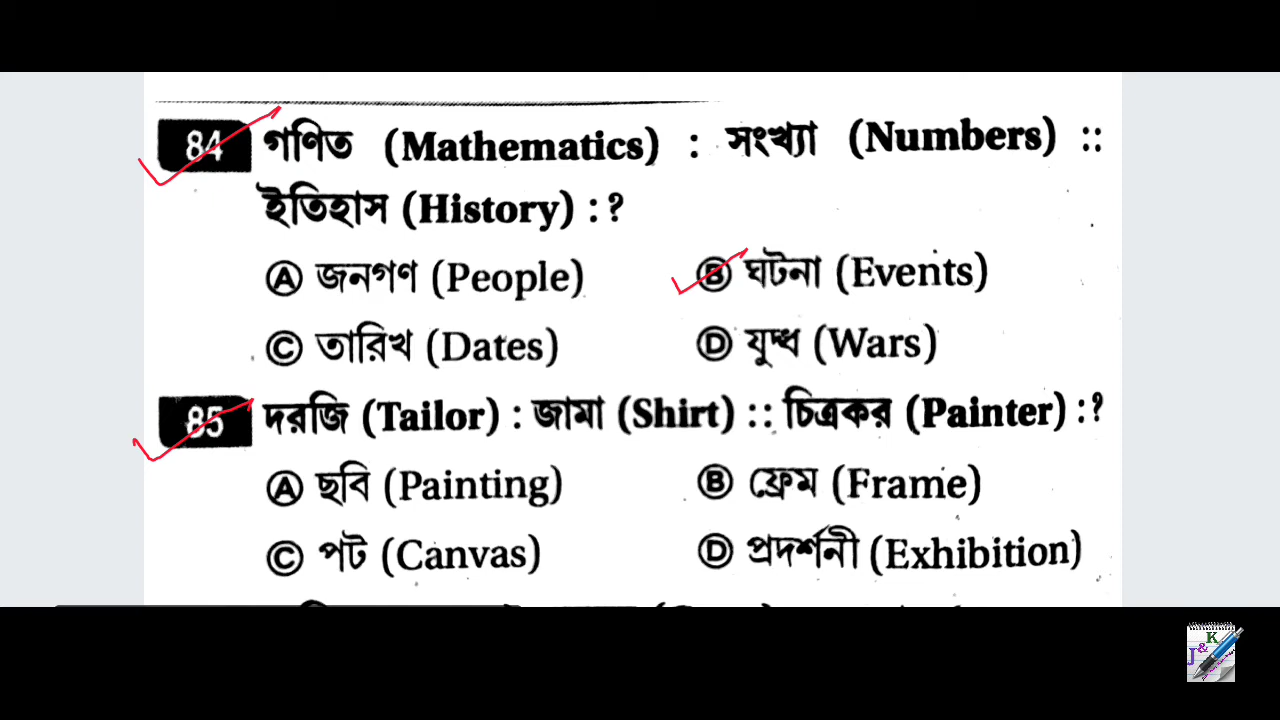 84 গণিত (Mathematics) : সংখ্যা (Numbers) ::
ইতিহাস (History) : ?
Ⓐ জনগণ (People) Ⓑ ঘটনা (Events)
Ⓒ তারিখ (Dates) Ⓓ যুদ্ধ (Wars)
85 দরজি (Tailor) : জামা (Shirt) :: চিত্রকর (Painter) : ?
Ⓐ ছবি (Painting) Ⓑ ফ্রেম (Frame)
Ⓒ পট (Canvas) Ⓓ প্রদর্শনী (Exhibition)
J&K